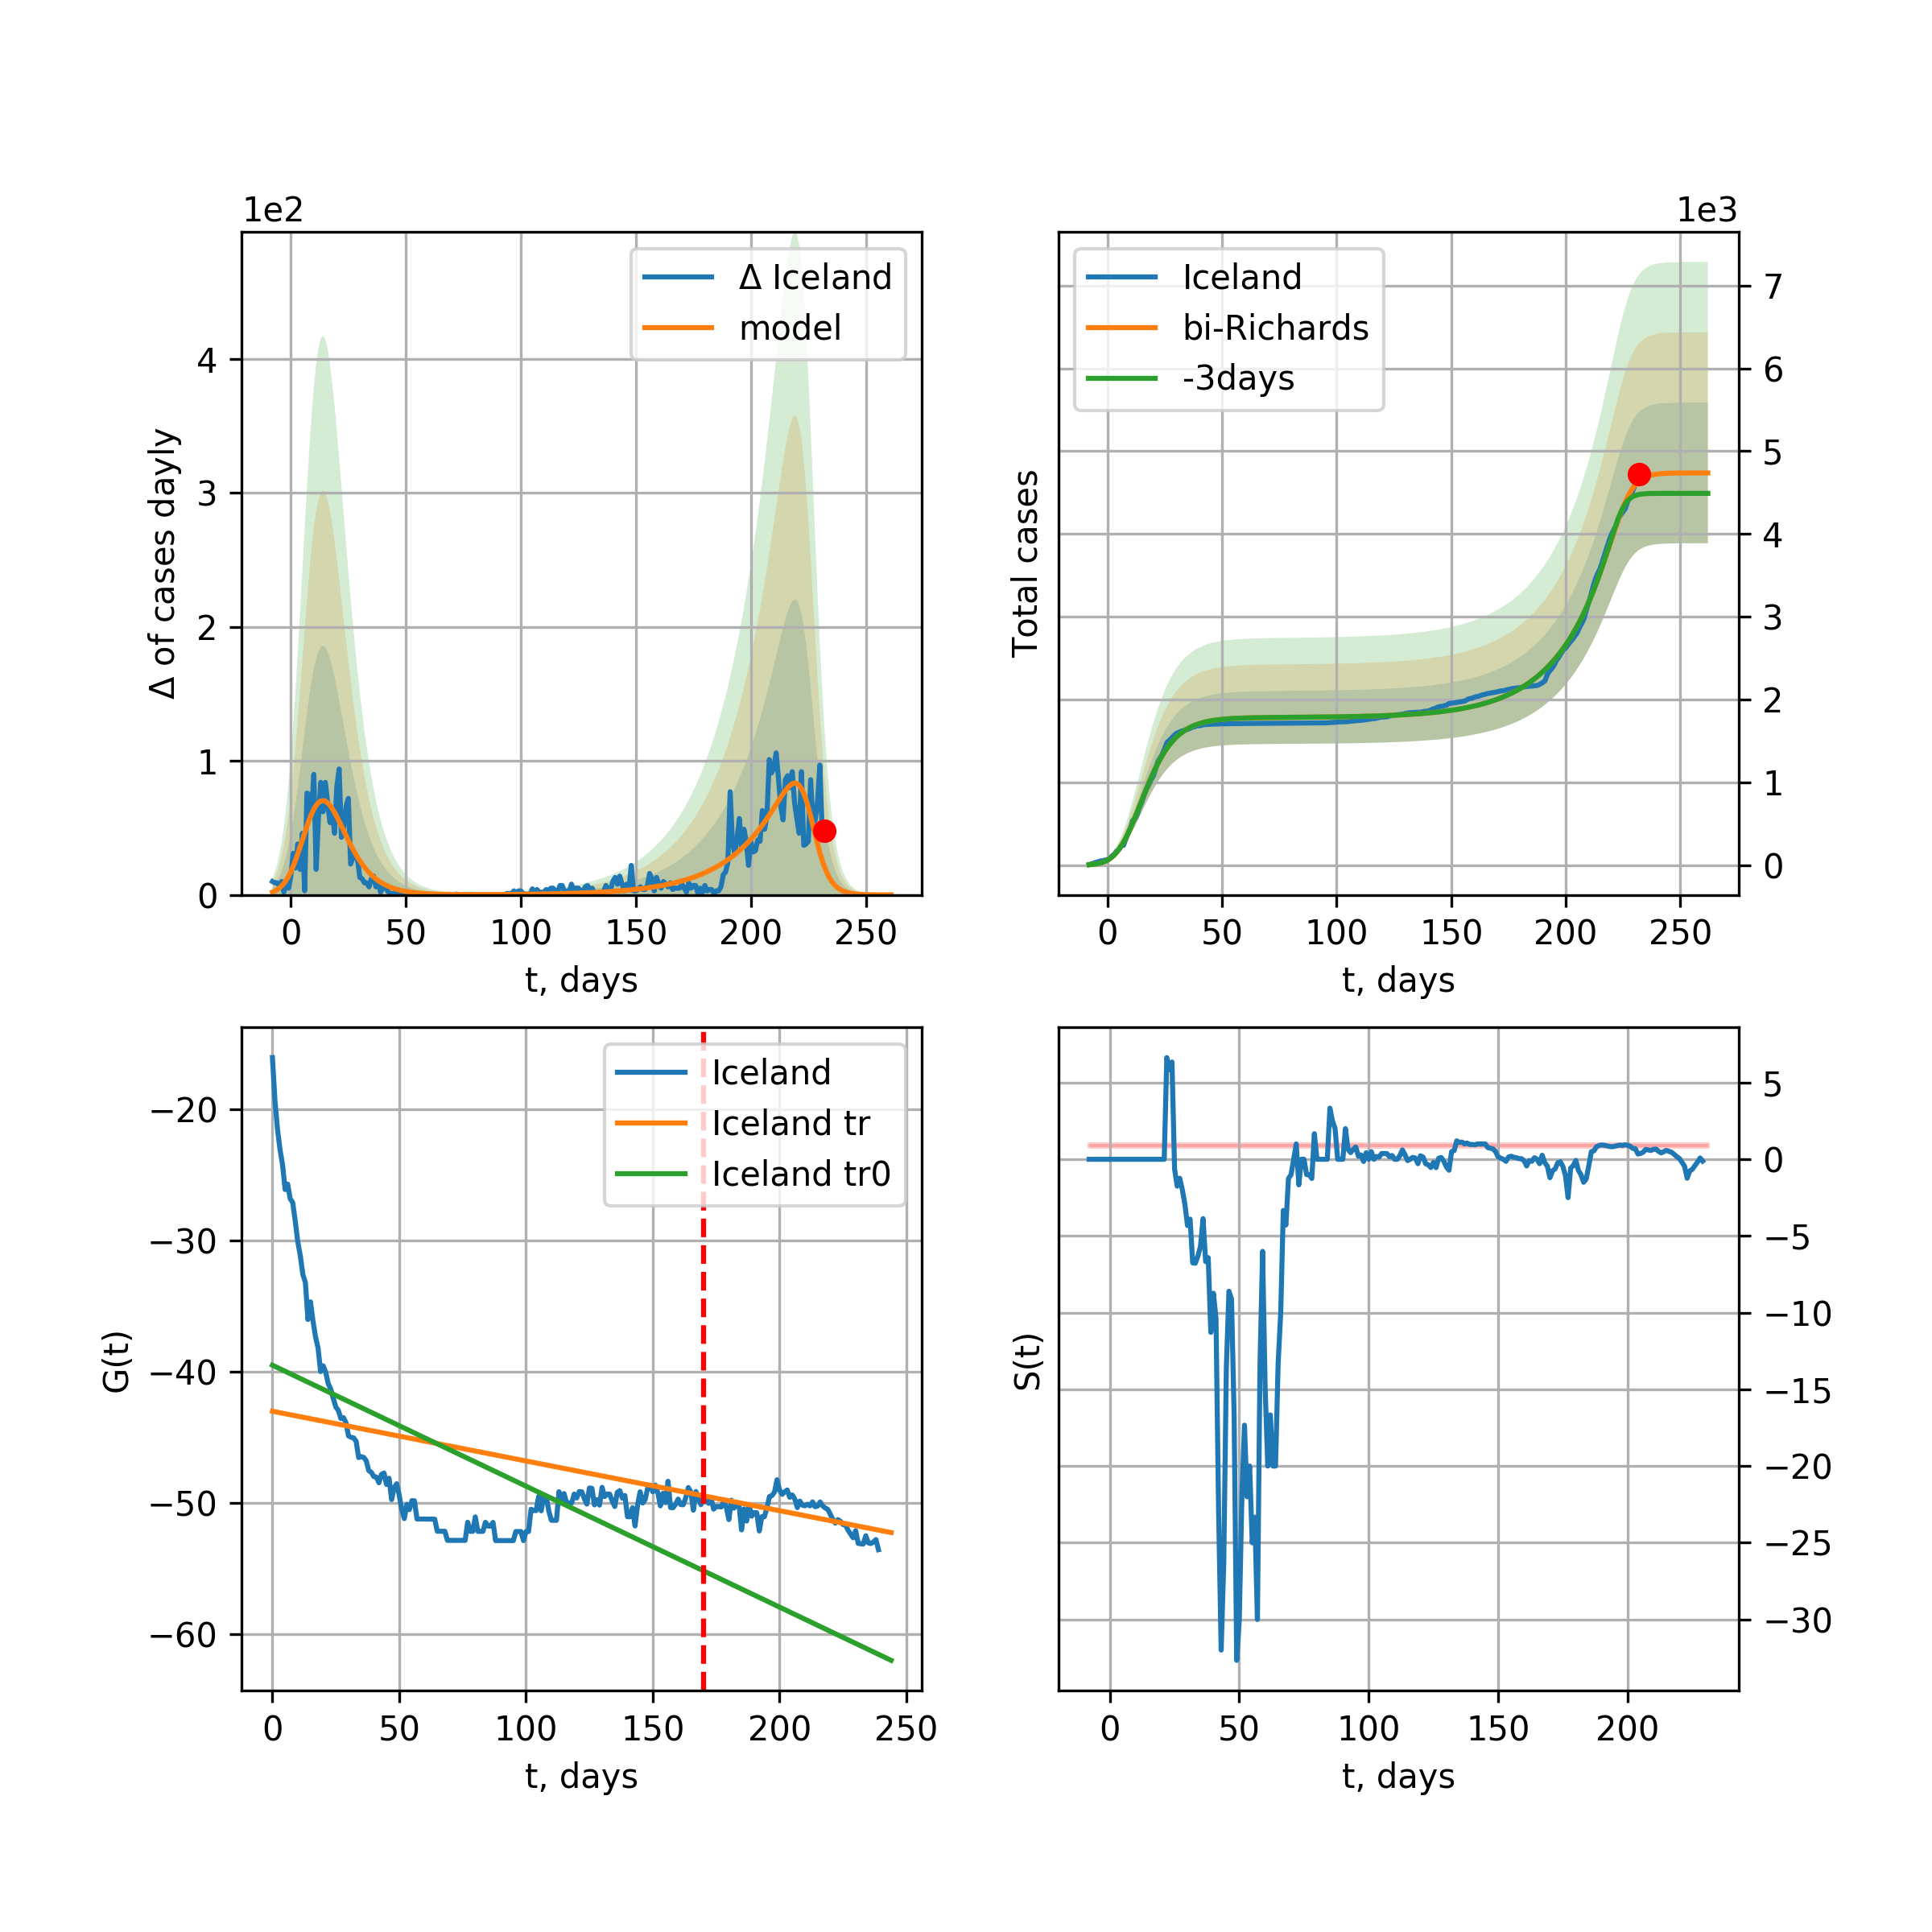 1e2
Δ Iceland
model
4
3
2
1
0
Δ of cases dayly
0 50 100 150 200 250
t, days
1e3
Iceland
bi-Richards
-3days
7
6
5
4
3
2
1
0
Total cases
0 50 100 150 200 250
t, days
Iceland
Iceland tr
Iceland tr0
−20
−30
−40
−50
−60
G(t)
0 50 100 150 200 250
t, days
5
0
−5
−10
−15
−20
−25
−30
S(t)
0 50 100 150 200
t, days